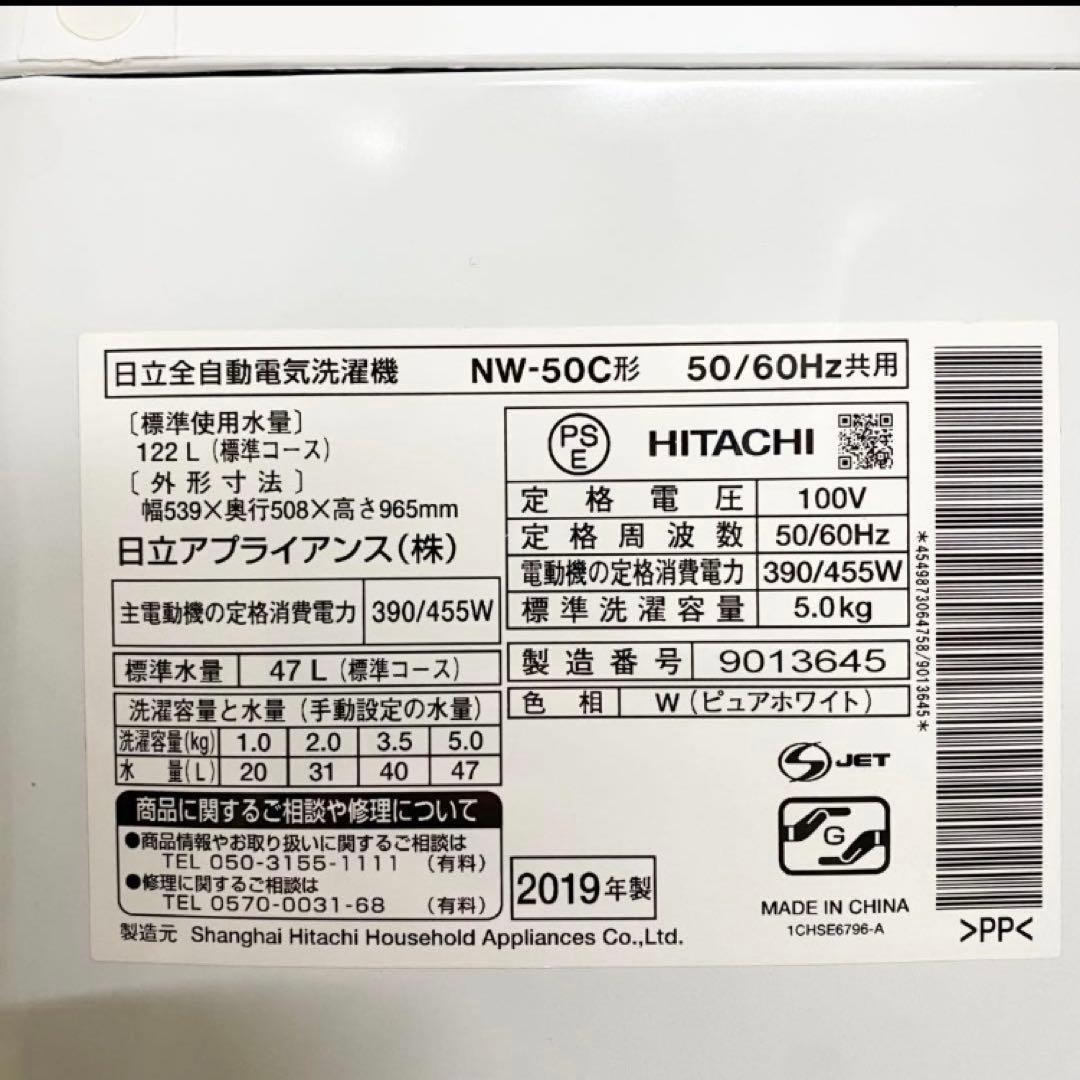 日立全自動電気洗濯機 NW-50C形 50/60Hz共用
〔標準使用水量〕
122 L (標準コース)
〔外形寸法〕
幅539×奥行508×高さ965mm
日立アプライアンス(株)
主電動機の定格消費電力 390/455W
標準水量 47 L (標準コース)
洗濯容量と水量 (手動設定の水量)
洗濯容量(kg) 1.0 2.0 3.5 5.0
水量(L) 20 31 40 47
商品に関するご相談や修理について
●商品情報やお取り扱いに関するご相談は
TEL 050-3155-1111 (有料)
●修理に関するご相談は
TEL 0570-0031-68 (有料)
製造元 Shanghai Hitachi Household Appliances Co.,Ltd.
PSE HITACHI
定格電圧 100V
定格周波数 50/60Hz
電動機の定格消費電力 390/455W
標準洗濯容量 5.0kg
製造番号 9013645
色相 W (ピュアホワイト)
S JET
G
2019年製
MADE IN CHINA
1CHSE6796-A
*4549873064758/9013645*
>PP<